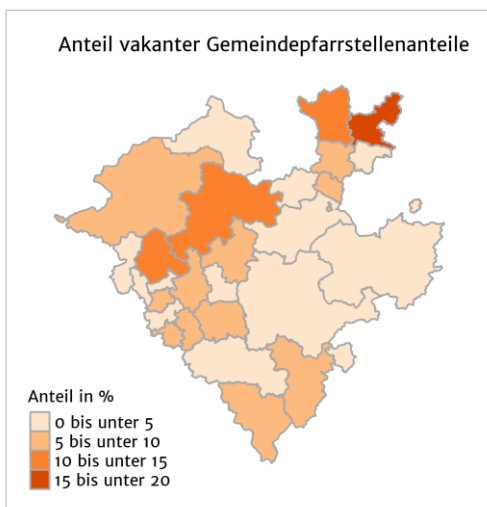 Anteil vakanter Gemeindepfarrstellenanteile
Anteil in %
0 bis unter 5
5 bis unter 10
10 bis unter 15
15 bis unter 20